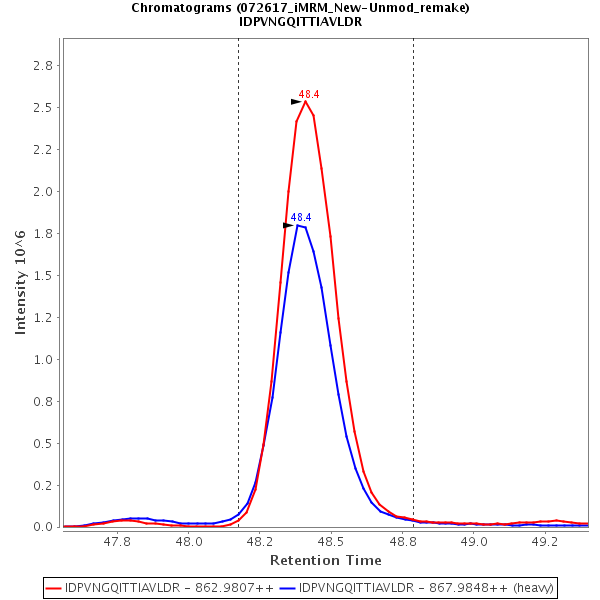 Chromatograms (072617_iMRM_New-Unmod_remake)
IDPVNGQITTIAVLDR
Intensity 10^6
2.8
2.5
2.2
2.0
1.8
1.5
1.2
1.0
0.8
0.5
0.2
0.0
48.4
48.4
47.8 48.0 48.2 48.5 48.8 49.0 49.2
Retention Time
IDPVNGQITTIAVLDR - 862.9807++ IDPVNGQITTIAVLDR - 867.9848++ (heavy)